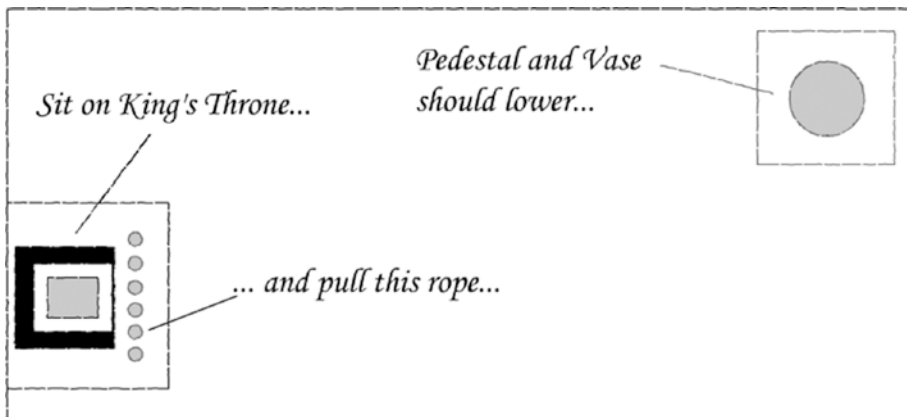 Pedestal and Vase
should lower...
Sit on King's Throne...
... and pull this rope...